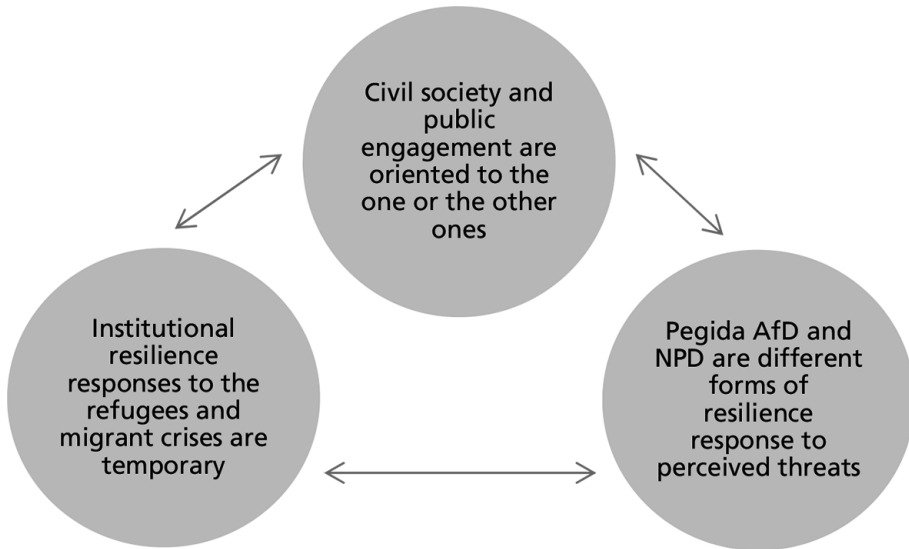 Civil society and
public
engagement are
oriented to the
one or the other
ones
Institutional
resilience
responses to the
refugees and
migrant crises are
temporary
Pegida AfD and
NPD are different
forms of
resilience
response to
perceived threats